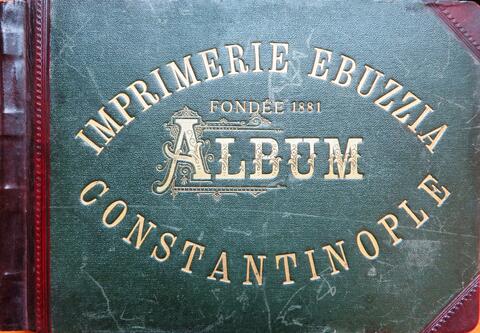 IMPRIMERIE EBUZZIA
FONDÉE 1881
ALBUM
CONSTANTINOPLE